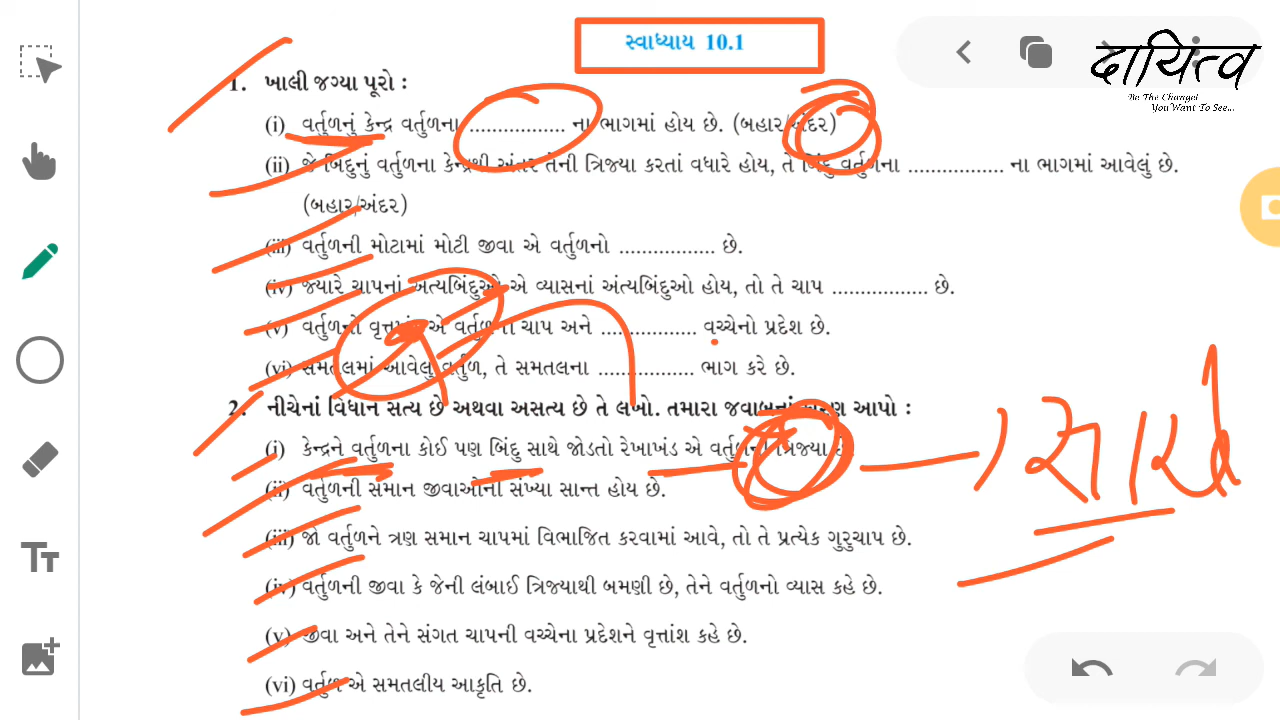 સ્વાધ્યાય 10.1
दायित्व
Be The Change!
You Want To See...
1. ખાલી જગ્યા પૂરો :
(i) વર્તુળનું કેન્દ્ર વર્તુળના ................. ના ભાગમાં હોય છે. (બહાર/અંદર)
(ii) જે બિંદુનું વર્તુળના કેન્દ્રથી અંતર તેની ત્રિજ્યા કરતાં વધારે હોય, તે બિંદુ વર્તુળના ................. ના ભાગમાં આવેલું છે.
(બહાર/અંદર)
(iii) વર્તુળની મોટામાં મોટી જીવા એ વર્તુળનો ................. છે.
(iv) જ્યારે ચાપનાં અંત્યબિંદુઓ એ વ્યાસનાં અંત્યબિંદુઓ હોય, તો તે ચાપ ................. છે.
(v) વર્તુળનો વૃત્તખંડ એ વર્તુળની ચાપ અને ................. વચ્ચેનો પ્રદેશ છે.
(vi) સમતલમાં આવેલું વર્તુળ, તે સમતલના ................. ભાગ કરે છે.
2. નીચેનાં વિધાન સત્ય છે અથવા અસત્ય છે તે લખો. તમારા જવાબનાં કારણ આપો :
(i) કેન્દ્રને વર્તુળના કોઈ પણ બિંદુ સાથે જોડતો રેખાખંડ એ વર્તુળની ત્રિજ્યા છે.
(ii) વર્તુળની સમાન જીવાઓની સંખ્યા સાન્ત હોય છે.
(iii) જો વર્તુળને ત્રણ સમાન ચાપમાં વિભાજિત કરવામાં આવે, તો તે પ્રત્યેક ગુરુચાપ છે.
(iv) વર્તુળની જીવા કે જેની લંબાઈ ત્રિજ્યાથી બમણી છે, તેને વર્તુળનો વ્યાસ કહે છે.
(v) જીવા અને તેને સંગત ચાપની વચ્ચેના પ્રદેશને વૃત્તાંશ કહે છે.
(vi) વર્તુળ એ સમતલીય આકૃતિ છે.